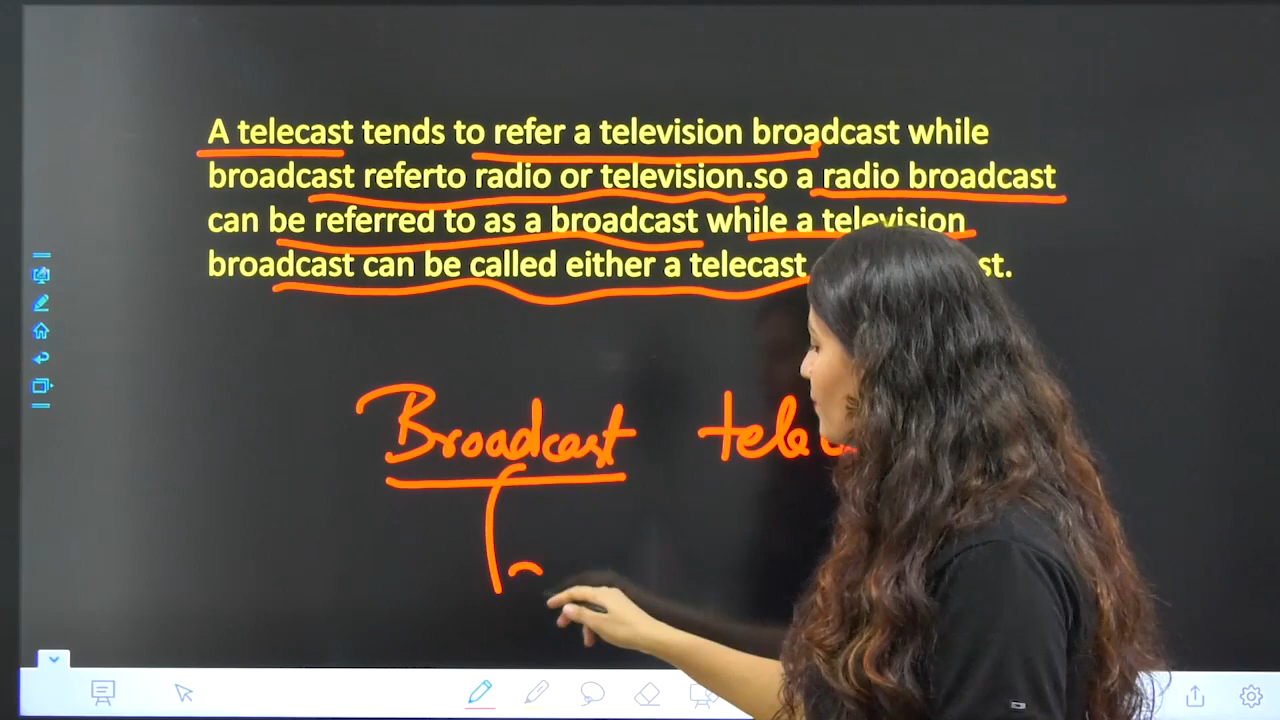 A telecast tends to refer a television broadcast while
broadcast referto radio or television.so a radio broadcast
can be referred to as a broadcast while a television
broadcast can be called either a telecast
Broadcast